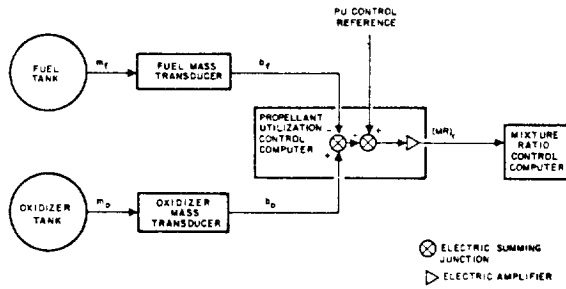 PU CONTROL
REFERENCE
FUEL
TANK
m_f
FUEL MASS
TRANSDUCER
b_f
PROPELLANT
UTILIZATION
CONTROL
COMPUTER
-
+
-
+
(MR)_r
MIXTURE
RATIO
CONTROL
COMPUTER
OXIDIZER
TANK
m_o
OXIDIZER
MASS
TRANSDUCER
b_o
ELECTRIC SUMMING
JUNCTION
ELECTRIC AMPLIFIER